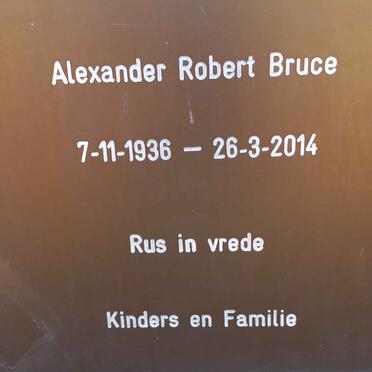 Alexander Robert Bruce
7-11-1936 — 26-3-2014
Rus in vrede
Kinders en Familie